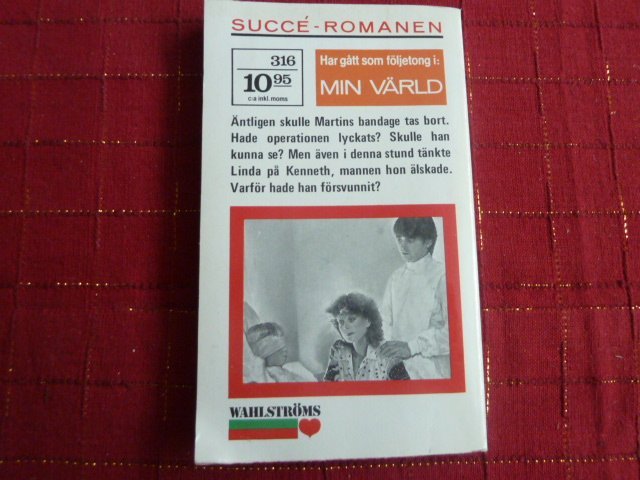 SUCCÉ-ROMANEN
316
10 95
c:a inkl. moms
Har gått som följetong i:
MIN VÄRLD
Äntligen skulle Martins bandage tas bort.
Hade operationen lyckats? Skulle han
kunna se? Men även i denna stund tänkte
Linda på Kenneth, mannen hon älskade.
Varför hade han försvunnit?
WAHLSTRÖMS